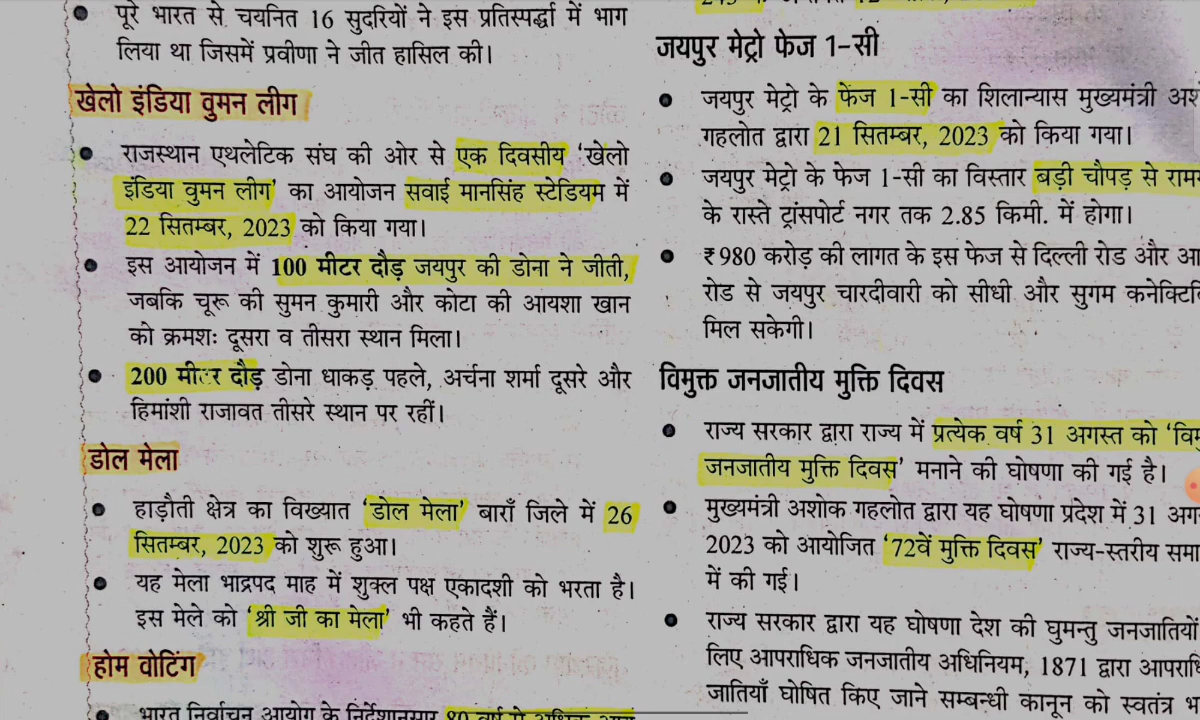 पूरे भारत से चयनित 16 सुदरियों ने इस प्रतिस्पर्द्धा में भाग
लिया था जिसमें प्रवीणा ने जीत हासिल की।
खेलो इंडिया वुमन लीग
राजस्थान एथलेटिक संघ की ओर से एक दिवसीय 'खेलो
इंडिया वुमन लीग' का आयोजन सवाई मानसिंह स्टेडियम में
22 सितम्बर, 2023 को किया गया।
इस आयोजन में 100 मीटर दौड़ जयपुर की डोना ने जीती,
जबकि चूरू की सुमन कुमारी और कोटा की आयशा खान
को क्रमशः दूसरा व तीसरा स्थान मिला।
200 मीटर दौड़ डोना धाकड़ पहले, अर्चना शर्मा दूसरे और
हिमांशी राजावत तीसरे स्थान पर रहीं।
डोल मेला
हाड़ौती क्षेत्र का विख्यात 'डोल मेला' बाराँ जिले में 26
सितम्बर, 2023 को शुरू हुआ।
यह मेला भाद्रपद माह में शुक्ल पक्ष एकादशी को भरता है।
इस मेले को 'श्री जी का मेला' भी कहते हैं।
होम वोटिंग
भारत निर्वाचन आयोग के निर्देशानुसार 80 वर्ष से अधिक
जयपुर मेट्रो फेज 1-सी
जयपुर मेट्रो के फेज 1-सी का शिलान्यास मुख्यमंत्री
गहलोत द्वारा 21 सितम्बर, 2023 को किया गया।
जयपुर मेट्रो के फेज 1-सी का विस्तार बड़ी चौपड़ से
के रास्ते ट्रांसपोर्ट नगर तक 2.85 किमी. में होगा।
₹980 करोड़ की लागत के इस फेज से दिल्ली रोड और
रोड से जयपुर चारदीवारी को सीधी और सुगम
मिल सकेगी।
विमुक्त जनजातीय मुक्ति दिवस
राज्य सरकार द्वारा राज्य में प्रत्येक वर्ष 31 अगस्त को
जनजातीय मुक्ति दिवस' मनाने की घोषणा की गई है।
मुख्यमंत्री अशोक गहलोत द्वारा यह घोषणा प्रदेश में 31
2023 को आयोजित '72वें मुक्ति दिवस' राज्य-स्तरीय
में की गई।
राज्य सरकार द्वारा यह घोषणा देश की घुमन्तु जनजातियों
लिए आपराधिक जनजातीय अधिनियम, 1871 द्वारा
जातियाँ घोषित किए जाने सम्बन्धी कानून को स्वतंत्र